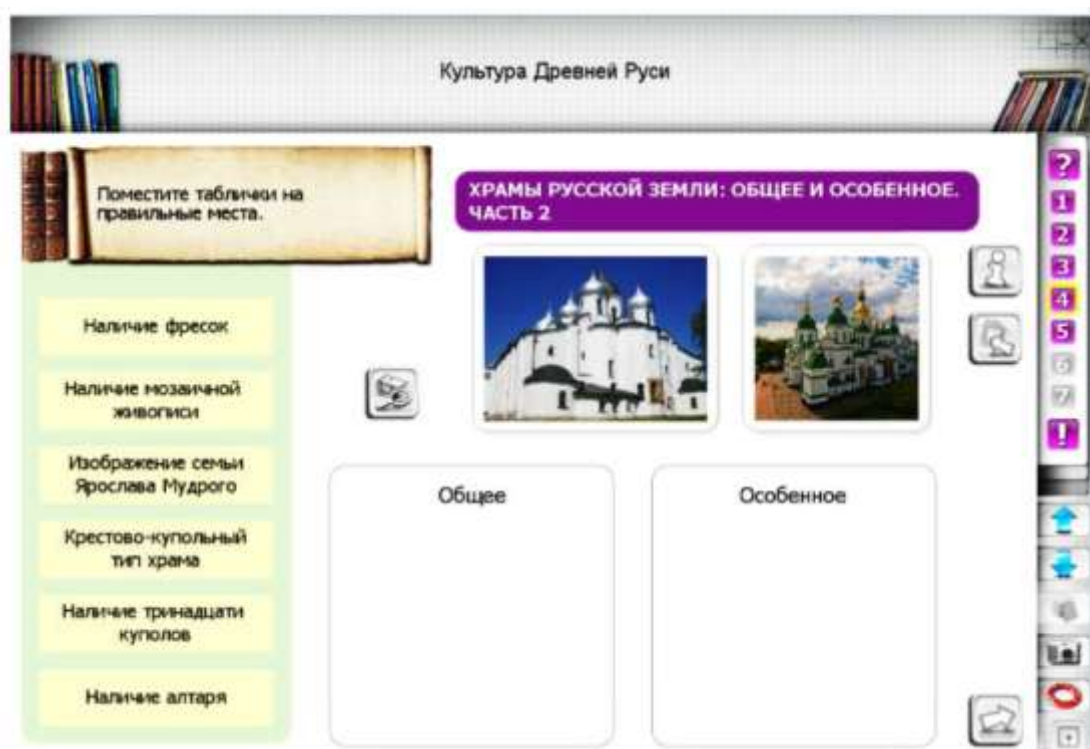 Культура Древней Руси
Поместите таблички на
правильные места.
ХРАМЫ РУССКОЙ ЗЕМЛИ: ОБЩЕЕ И ОСОБЕННОЕ.
ЧАСТЬ 2
Наличие фресок
Наличие мозаичной
живописи
Изображение семьи
Ярослава Мудрого
Крестово-купольный
тип храма
Наличие тринадцати
куполов
Наличие алтаря
Общее
Особенное
?
1
2
3
4
5
6
7
!